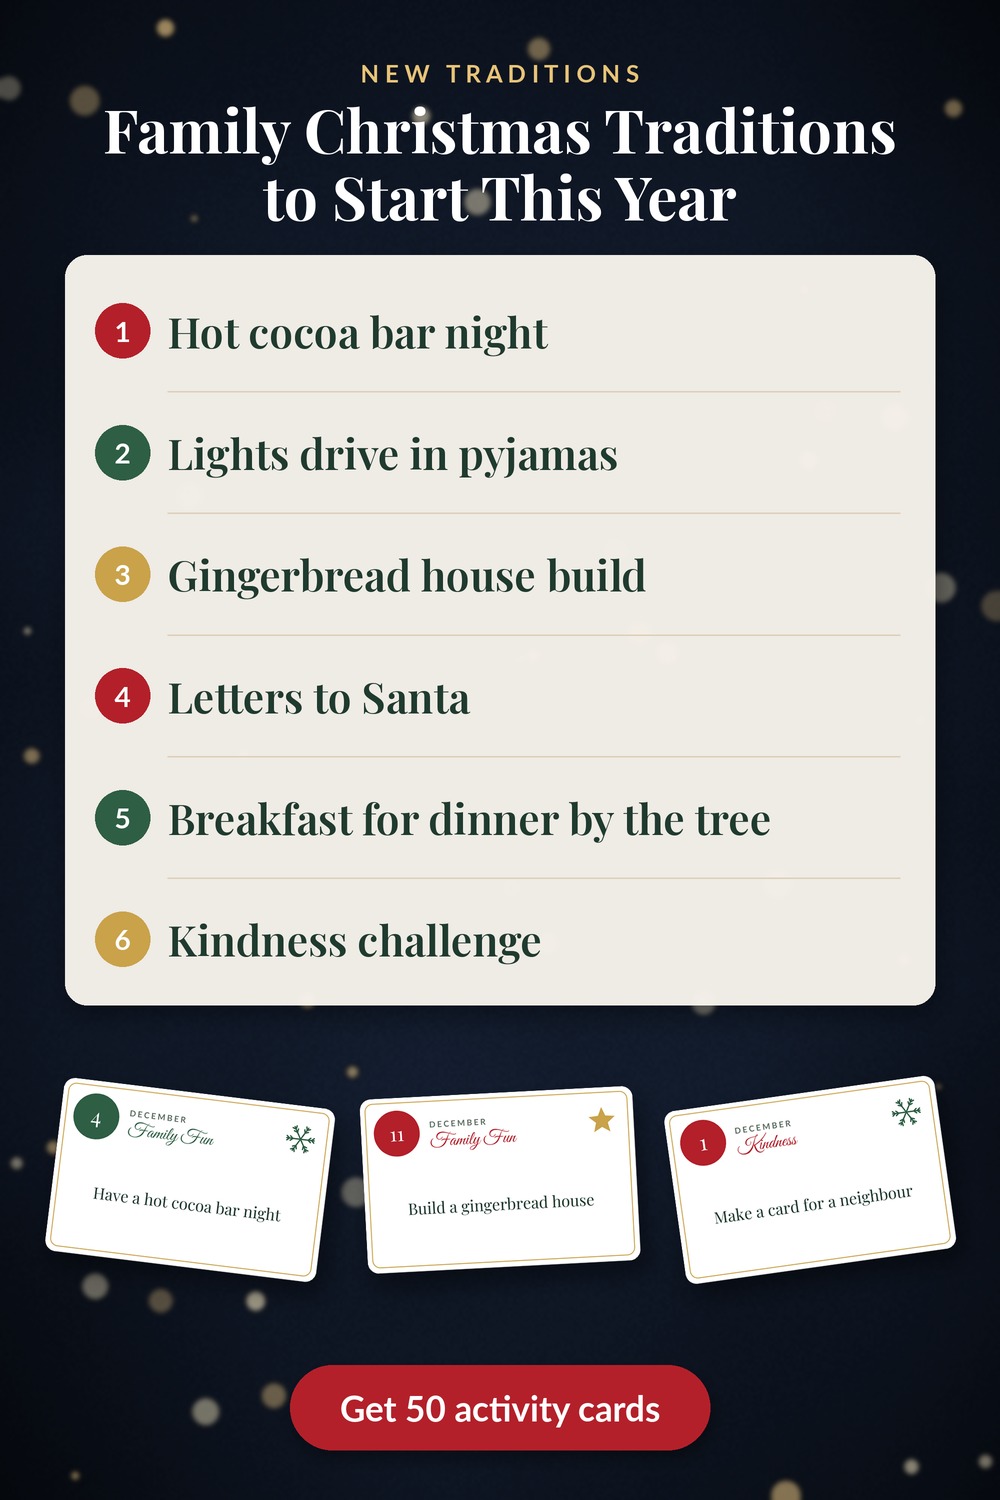 NEW TRADITIONS
Family Christmas Traditions
to Start This Year
1 Hot cocoa bar night
2 Lights drive in pyjamas
3 Gingerbread house build
4 Letters to Santa
5 Breakfast for dinner by the tree
6 Kindness challenge
4
DECEMBER
Family Fun
Have a hot cocoa bar night
11
DECEMBER
Family Fun
Build a gingerbread house
1
DECEMBER
Kindness
Make a card for a neighbour
Get 50 activity cards